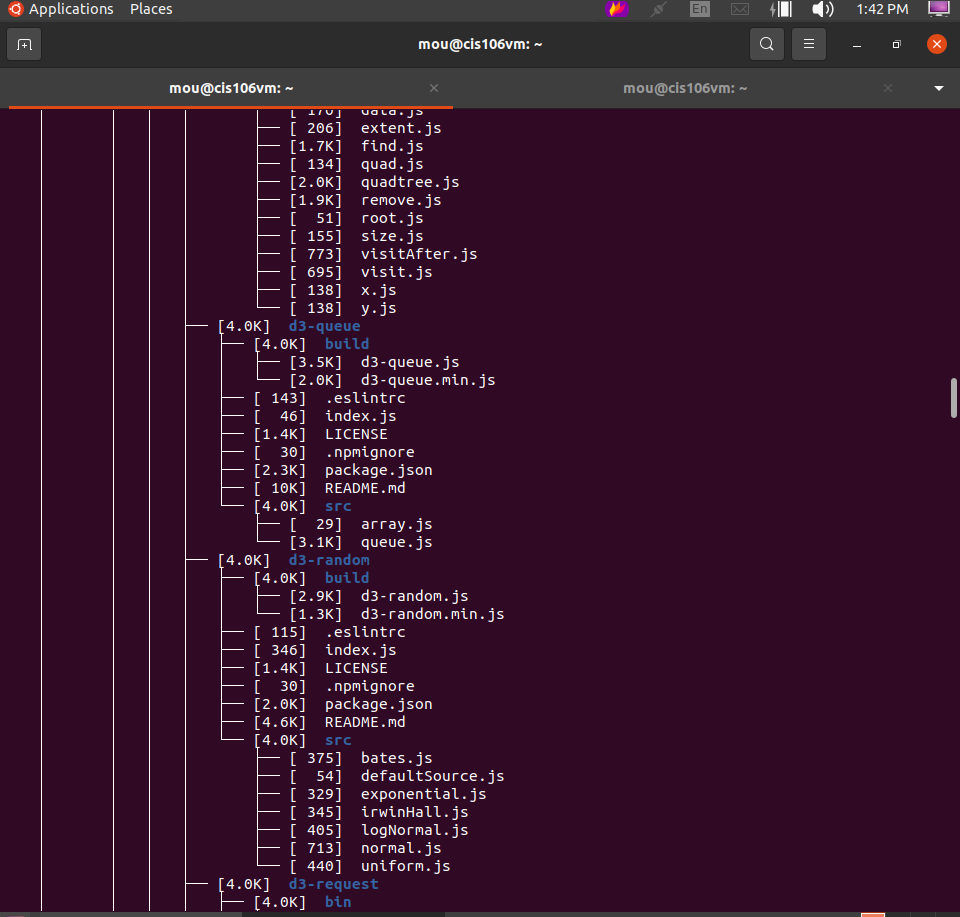 Applications Places En 1:42 PM
mou@cis106vm: ~
mou@cis106vm: ~ × mou@cis106vm: ~ ×
[ 170] data.js
├── [ 206] extent.js
├── [1.7K] find.js
├── [ 134] quad.js
├── [2.0K] quadtree.js
├── [1.9K] remove.js
├── [  51] root.js
├── [ 155] size.js
├── [ 773] visitAfter.js
├── [ 695] visit.js
├── [ 138] x.js
└── [ 138] y.js
├── [4.0K] d3-queue
├── [4.0K] build
├── [3.5K] d3-queue.js
└── [2.0K] d3-queue.min.js
├── [ 143] .eslintrc
├── [  46] index.js
├── [1.4K] LICENSE
├── [  30] .npmignore
├── [2.3K] package.json
├── [ 10K] README.md
└── [4.0K] src
├── [  29] array.js
└── [3.1K] queue.js
├── [4.0K] d3-random
├── [4.0K] build
├── [2.9K] d3-random.js
└── [1.3K] d3-random.min.js
├── [ 115] .eslintrc
├── [ 346] index.js
├── [1.4K] LICENSE
├── [  30] .npmignore
├── [2.0K] package.json
├── [4.6K] README.md
└── [4.0K] src
├── [ 375] bates.js
├── [  54] defaultSource.js
├── [ 329] exponential.js
├── [ 345] irwinHall.js
├── [ 405] logNormal.js
├── [ 713] normal.js
└── [ 440] uniform.js
├── [4.0K] d3-request
├── [4.0K] bin